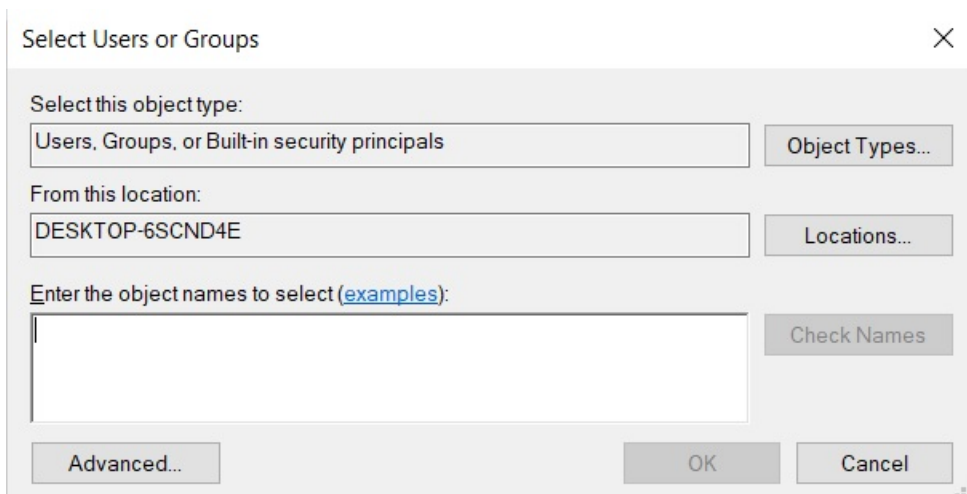 Select Users or Groups
Select this object type:
Users, Groups, or Built-in security principals
Object Types...
From this location:
DESKTOP-6SCND4E
Locations...
Enter the object names to select (examples):
Check Names
Advanced...
OK
Cancel